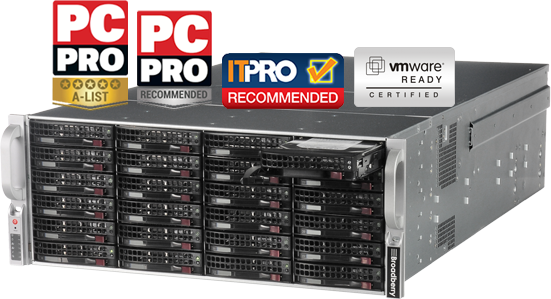 PC
PRO
A-LIST
PC
PRO
RECOMMENDED
ITPRO
RECOMMENDED
vmware
READY
CERTIFIED
Broadberry